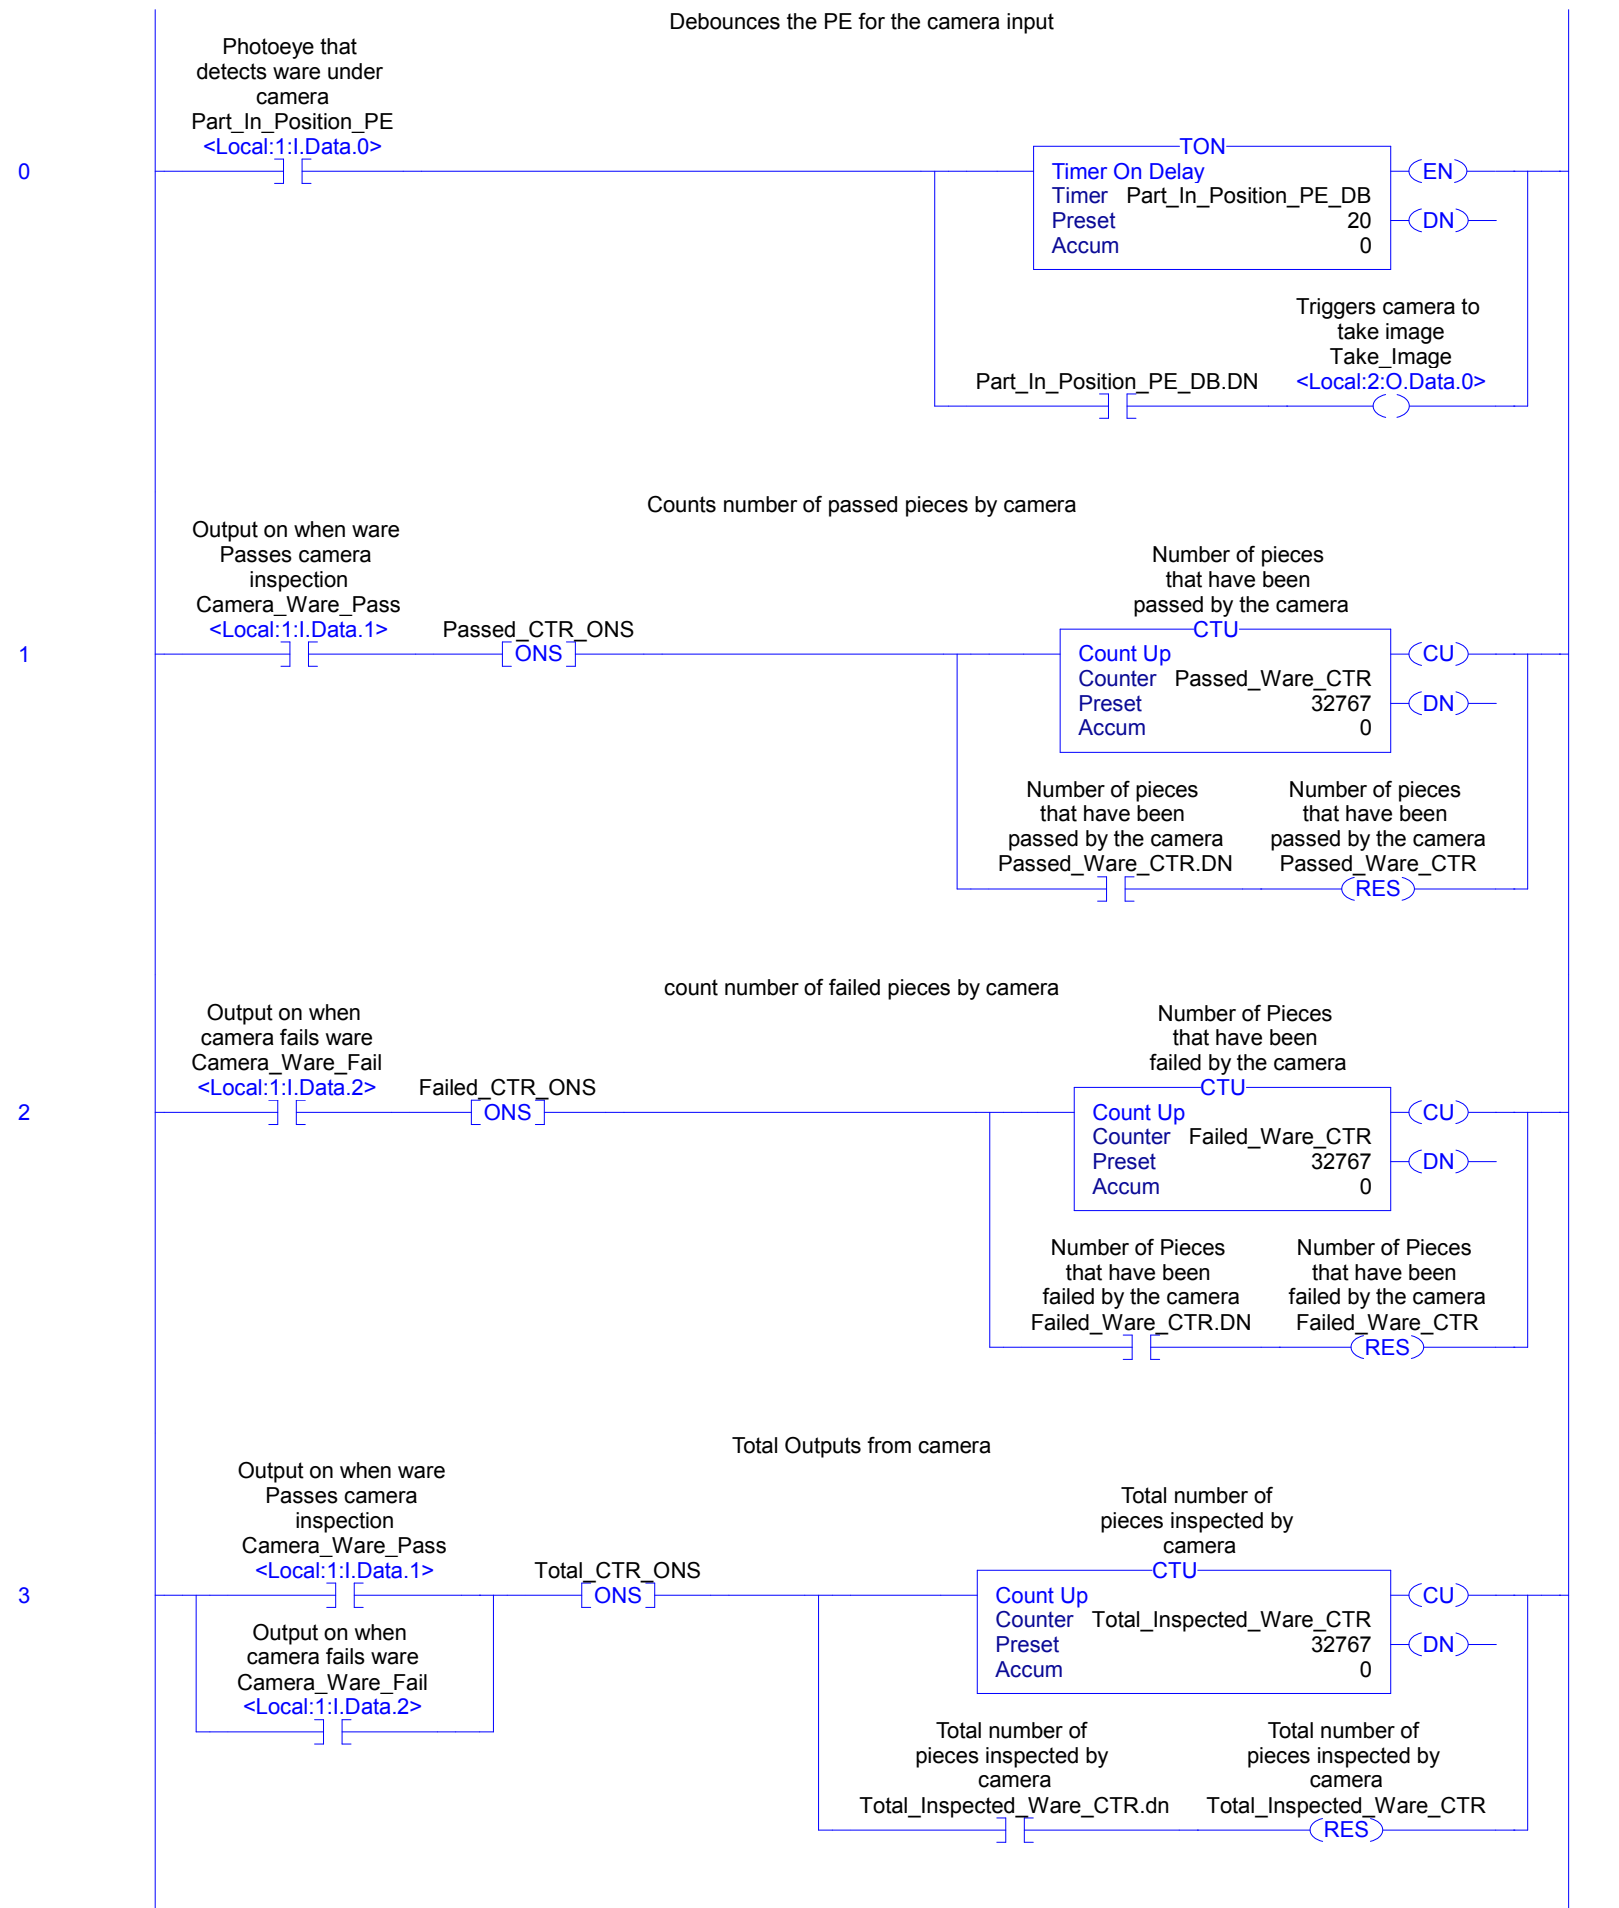 Debounces the PE for the camera input
Photoeye that
detects ware under
camera
Part_In_Position_PE
<Local:1:I.Data.0>
0
TON
Timer On Delay
Timer Part_In_Position_PE_DB
Preset 20
Accum 0
EN
DN
Triggers camera to
take image
Take_Image
Part_In_Position_PE_DB.DN <Local:2:O.Data.0>
Counts number of passed pieces by camera
Output on when ware
Passes camera
inspection
Camera_Ware_Pass
<Local:1:I.Data.1>
Passed_CTR_ONS
1
ONS
Number of pieces
that have been
passed by the camera
CTU
Count Up
Counter Passed_Ware_CTR
Preset 32767
Accum 0
CU
DN
Number of pieces
that have been
passed by the camera
Passed_Ware_CTR.DN
Number of pieces
that have been
passed by the camera
Passed_Ware_CTR
RES
count number of failed pieces by camera
Output on when
camera fails ware
Camera_Ware_Fail
<Local:1:I.Data.2>
Failed_CTR_ONS
2
ONS
Number of Pieces
that have been
failed by the camera
CTU
Count Up
Counter Failed_Ware_CTR
Preset 32767
Accum 0
CU
DN
Number of Pieces
that have been
failed by the camera
Failed_Ware_CTR.DN
Number of Pieces
that have been
failed by the camera
Failed_Ware_CTR
RES
Total Outputs from camera
Output on when ware
Passes camera
inspection
Camera_Ware_Pass
<Local:1:I.Data.1>
Total_CTR_ONS
3
ONS
Output on when
camera fails ware
Camera_Ware_Fail
<Local:1:I.Data.2>
Total number of
pieces inspected by
camera
CTU
Count Up
Counter Total_Inspected_Ware_CTR
Preset 32767
Accum 0
CU
DN
Total number of
pieces inspected by
camera
Total_Inspected_Ware_CTR.dn
Total number of
pieces inspected by
camera
Total_Inspected_Ware_CTR
RES